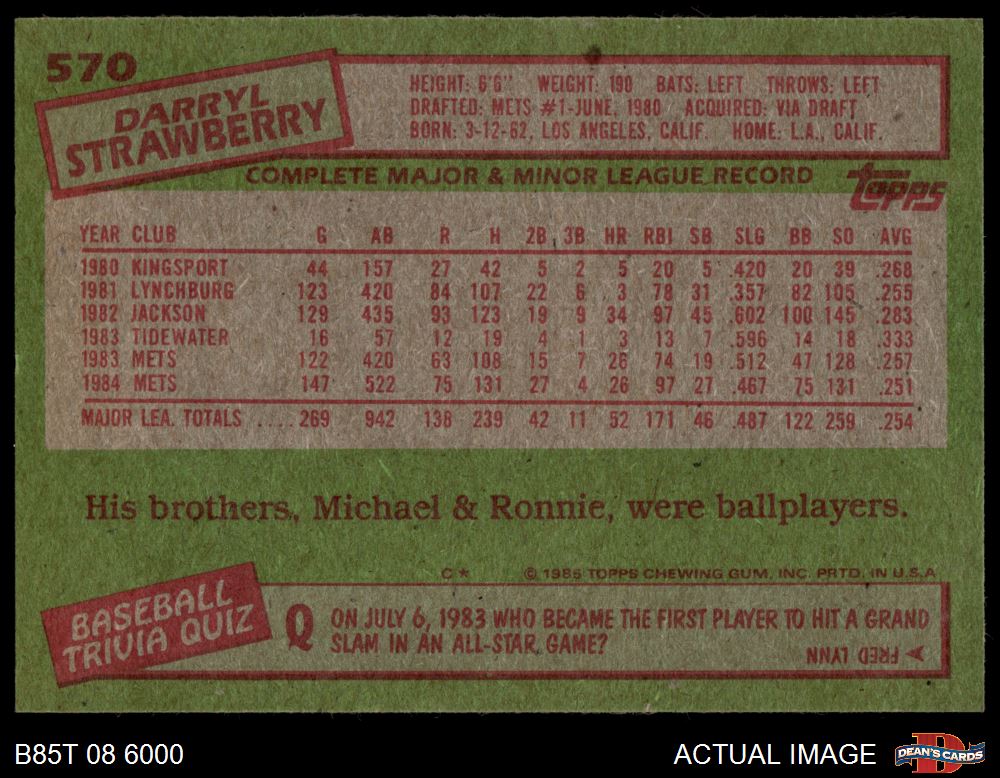 570
DARRYL
STRAWBERRY
HEIGHT: 6'6" WEIGHT: 190 BATS: LEFT THROWS: LEFT
DRAFTED: METS #1-JUNE, 1980 ACQUIRED: VIA DRAFT
BORN: 3-12-62, LOS ANGELES, CALIF. HOME: L.A., CALIF.
COMPLETE MAJOR & MINOR LEAGUE RECORD
topps
YEAR CLUB G AB R H 2B 3B HR RBI SB SLG BB SO AVG
1980 KINGSPORT 44 157 27 42 5 2 5 20 5 .420 20 39 .268
1981 LYNCHBURG 123 420 84 107 22 6 3 78 31 .357 82 105 .255
1982 JACKSON 129 435 93 123 19 9 34 97 45 .602 100 145 .283
1983 TIDEWATER 16 57 12 19 4 1 3 13 7 .596 14 18 .333
1983 METS 122 420 63 108 15 7 26 74 19 .512 47 128 .257
1984 METS 147 522 75 131 27 4 26 97 27 .467 75 131 .251
MAJOR LEA. TOTALS ..... 269 942 138 239 42 11 52 171 46 .487 122 259 .254
His brothers, Michael & Ronnie, were ballplayers.
C* © 1985 TOPPS CHEWING GUM, INC. PRTD. IN U.S.A
BASEBALL
TRIVIA QUIZ
Q ON JULY 6, 1983 WHO BECAME THE FIRST PLAYER TO HIT A GRAND
SLAM IN AN ALL-STAR GAME?
FRED LYNN
B85T 08 6000
ACTUAL IMAGE
D
DEAN'S CARDS